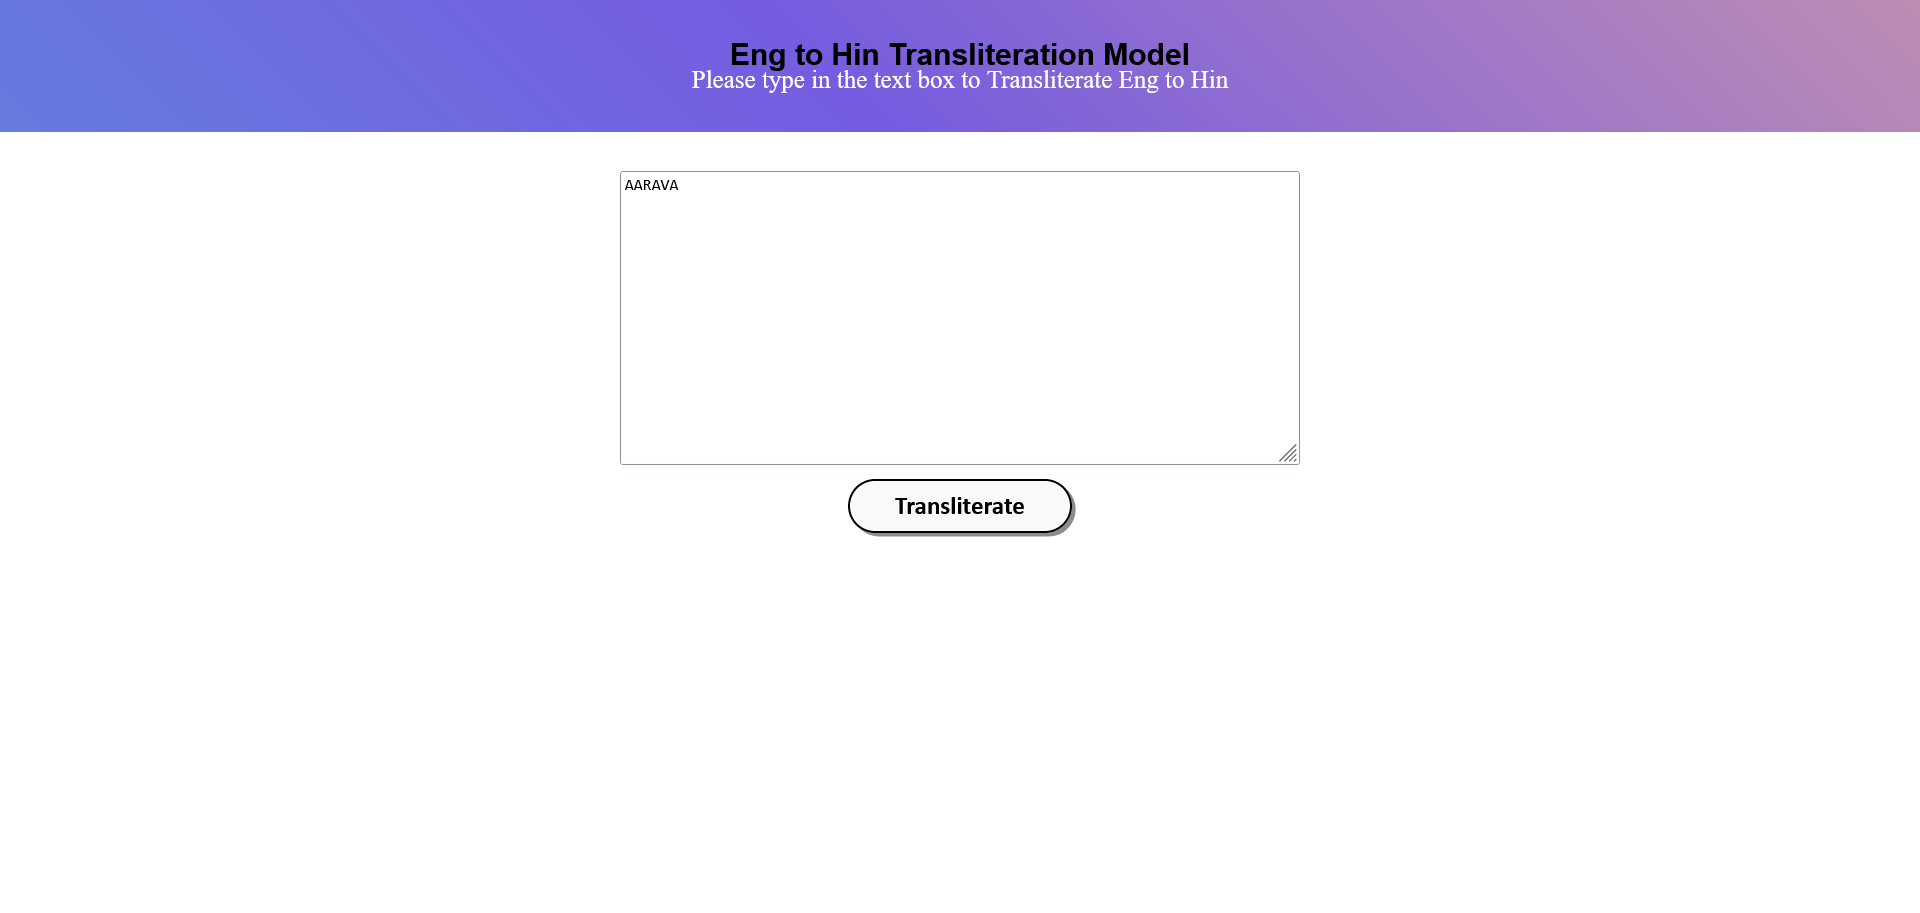 Eng to Hin Transliteration Model
Please type in the text box to Transliterate Eng to Hin
AARAVA
Transliterate